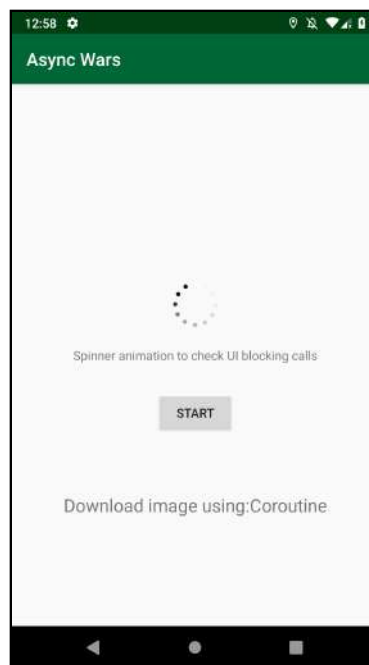 12:58
Async Wars
Spinner animation to check UI blocking calls
START
Download image using:Coroutine